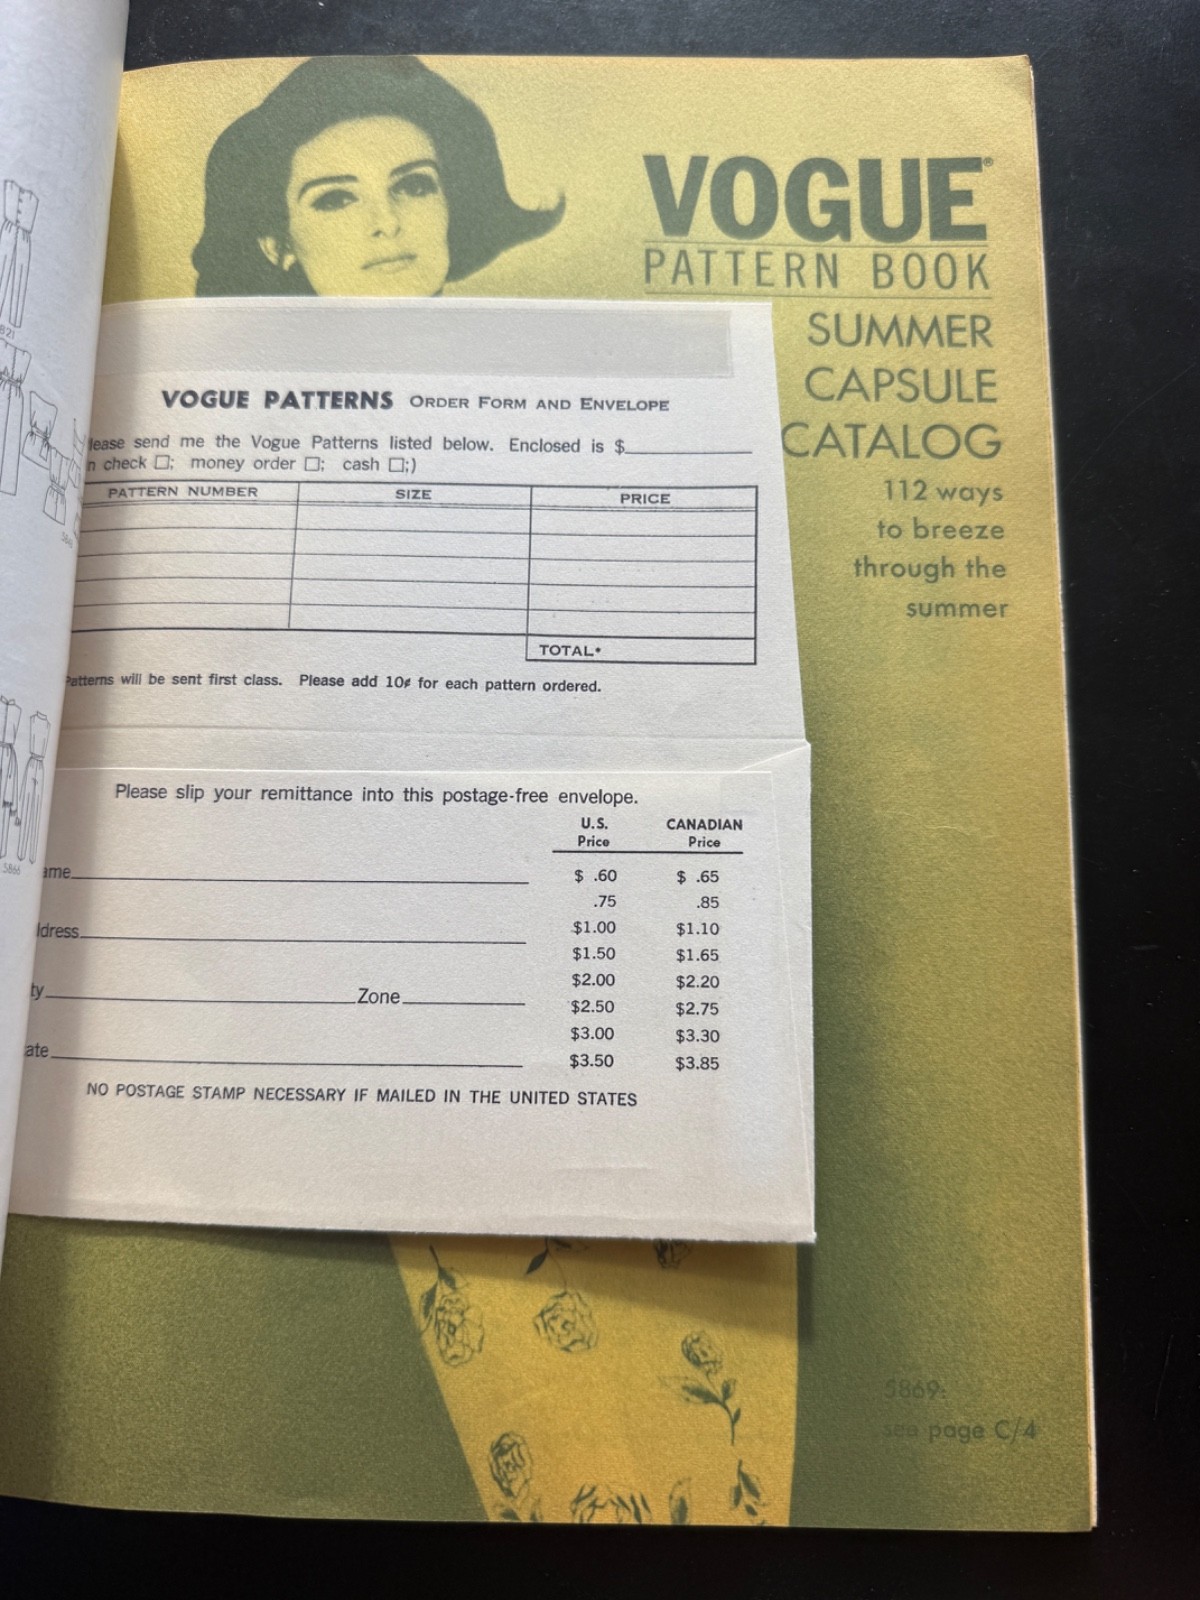 VOGUE®
PATTERN BOOK
SUMMER
CAPSULE
CATALOG
112 ways
to breeze
through the
summer
VOGUE PATTERNS ORDER FORM AND ENVELOPE
lease send me the Vogue Patterns listed below. Enclosed is $
n check ☐; money order ☐; cash ☐;)
PATTERN NUMBER SIZE PRICE
TOTAL*
Patterns will be sent first class. Please add 10¢ for each pattern ordered.
Please slip your remittance into this postage-free envelope.
U.S. CANADIAN
Price Price
$ .60 $ .65
.75 .85
$1.00 $1.10
$1.50 $1.65
$2.00 $2.20
$2.50 $2.75
$3.00 $3.30
$3.50 $3.85
ame
ddress
ty Zone
ate
NO POSTAGE STAMP NECESSARY IF MAILED IN THE UNITED STATES
5869:
see page C/4
821
5866